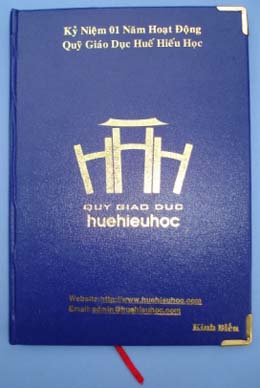 Kỷ Niệm 01 Năm Hoạt Động
Quỹ Giáo Dục Huế Hiếu Học
QUỸ GIÁO DỤC
huehieuhoc
Website:http://www.huehieuhoc.com
Email: admin@huehieuhoc.com
Kính Biếu